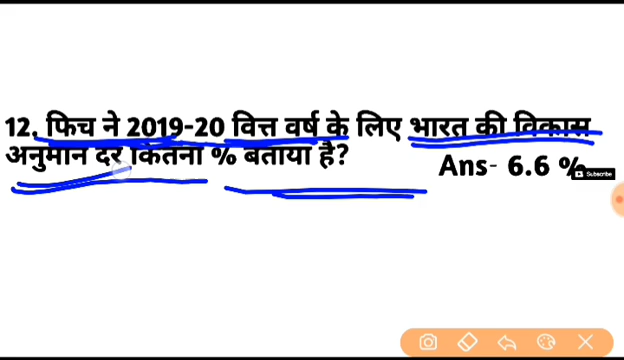 12. फिच ने 2019-20 वित्त वर्ष के लिए भारत की विकास
अनुमान दर कितना % बताया है?
Ans- 6.6 %
Subscribe